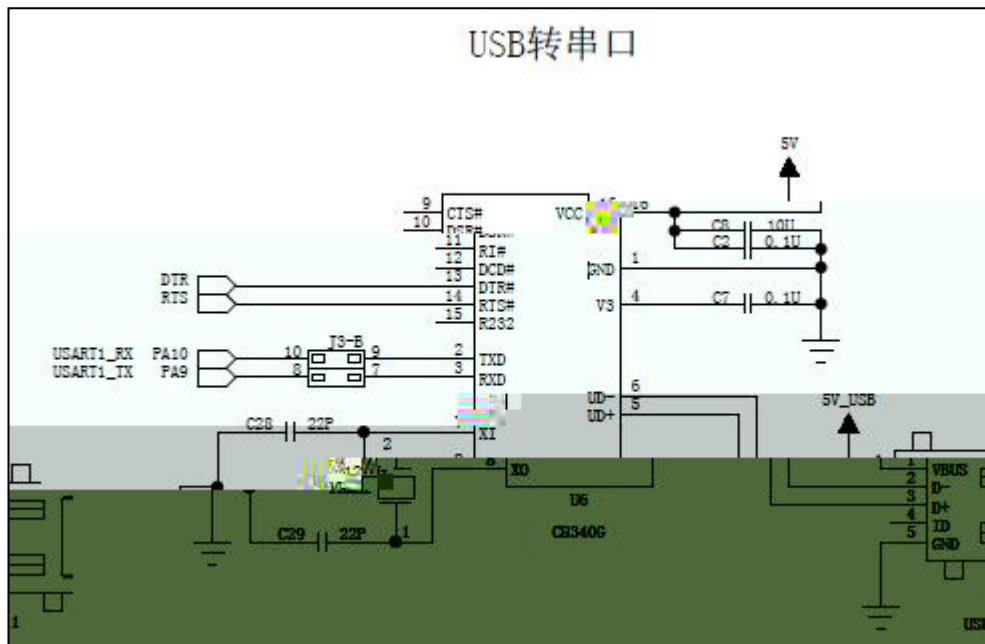 USB转串口
5V
9 CTS# VCC
10
C8 10U
11 RI# C2 0.1U
12 DCD# GND 1
DTR 13 DTR#
RTS 14 RTS# V3 4 C7 0.1U
15 R232
J3-B
USART1_RX PA10 10 9 2 TXD
USART1_TX PA9 8 7 3 RXD
UD- 6
UD+ 5
5V_USB
C28 22P XI
2
XO
1 VBUS
2 D-
3 D+
4 ID
5 GND
U6
C29 22P 1 CH340G
1